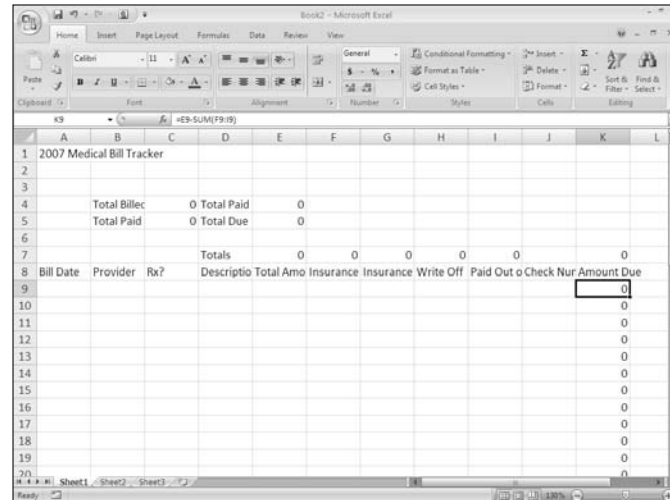 Book2 - Microsoft Excel
Home Insert Page Layout Formulas Data Review View
Paste Calibri 11 A A General Conditional Formatting Insert Σ
B I U A $ % , Format as Table Delete Sort & Filter Find & Select
Cell Styles Format
Clipboard Font Alignment Number Styles Cells Editing
K9 fx =E9-SUM(F9:I9)
A B C D E F G H I J K L
1 2007 Medical Bill Tracker
2
3
4 Total Billec 0 Total Paid 0
5 Total Paid 0 Total Due 0
6
7 Totals 0 0 0 0 0 0
8 Bill Date Provider Rx? Descriptio Total Amo Insurance Insurance Write Off Paid Out o Check Nur Amount Due
9 0
10 0
11 0
12 0
13 0
14 0
15 0
16 0
17 0
18 0
19 0
20 0
Sheet1 Sheet2 Sheet3
Ready 130%